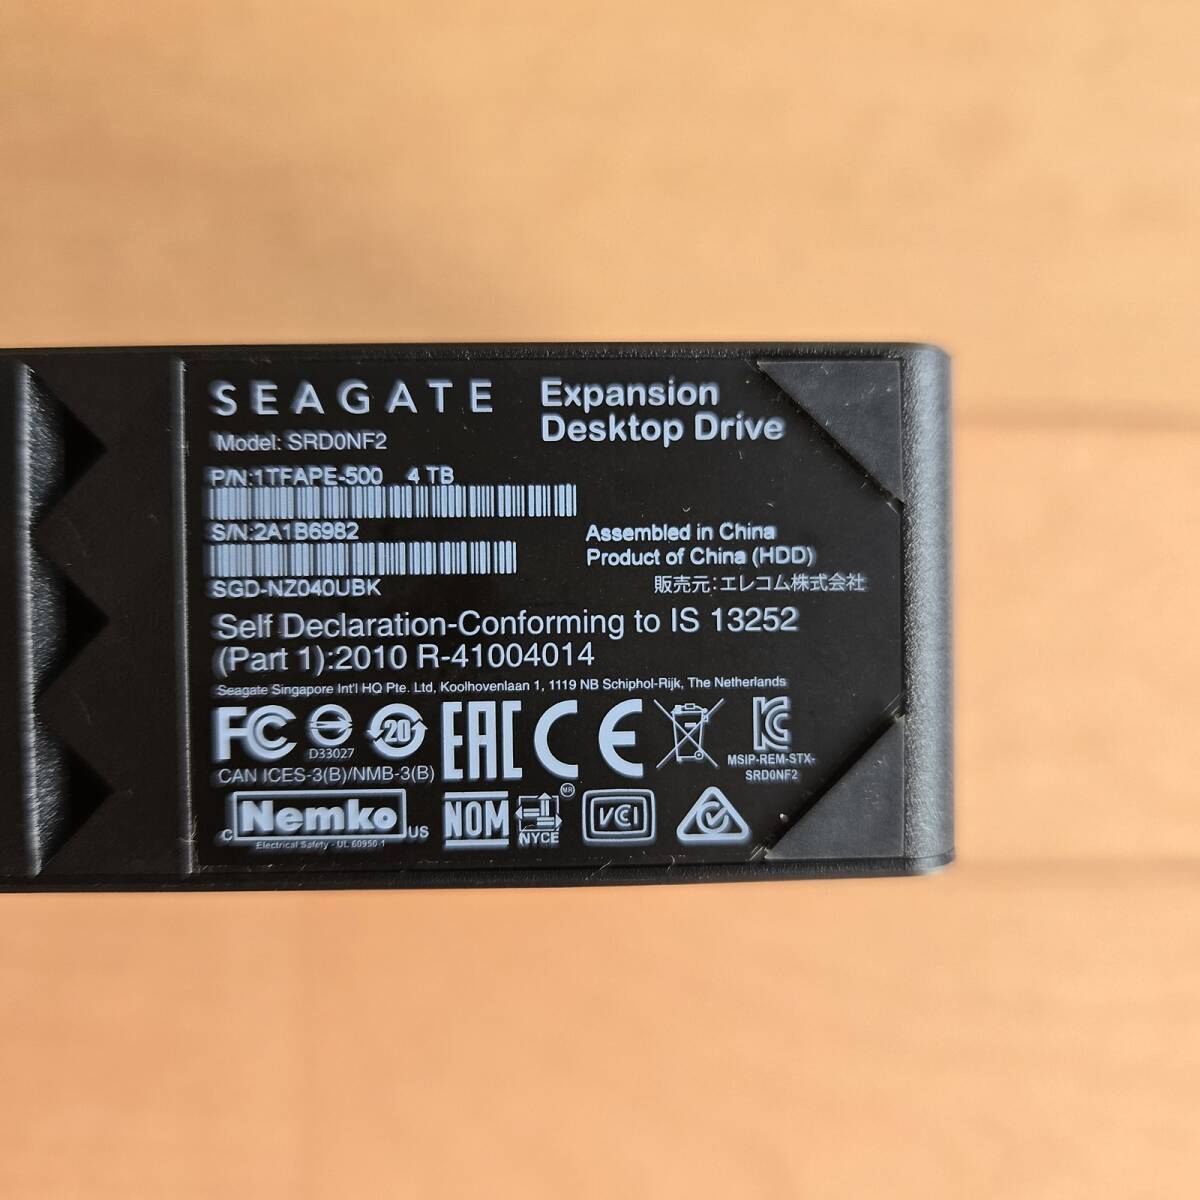 SEAGATE
Expansion
Desktop Drive
Model: SRD0NF2
P/N:1TFAPE-500 4 TB
S/N:2A1B6982
Assembled in China
Product of China (HDD)
SGD-NZ040UBK
販売元:エレコム株式会社
Self Declaration-Conforming to IS 13252
(Part 1):2010 R-41004014
Seagate Singapore Int'l HQ Pte. Ltd, Koolhovenlaan 1, 1119 NB Schiphol-Rijk, The Netherlands
FC
D33027
20
EAC
CE
MSIP-REM-STX-
SRD0NF2
CAN ICES-3(B)/NMB-3(B)
C Nemko US
Electrical Safety - UL 60950-1
NOM
NYCE
MR
VCI